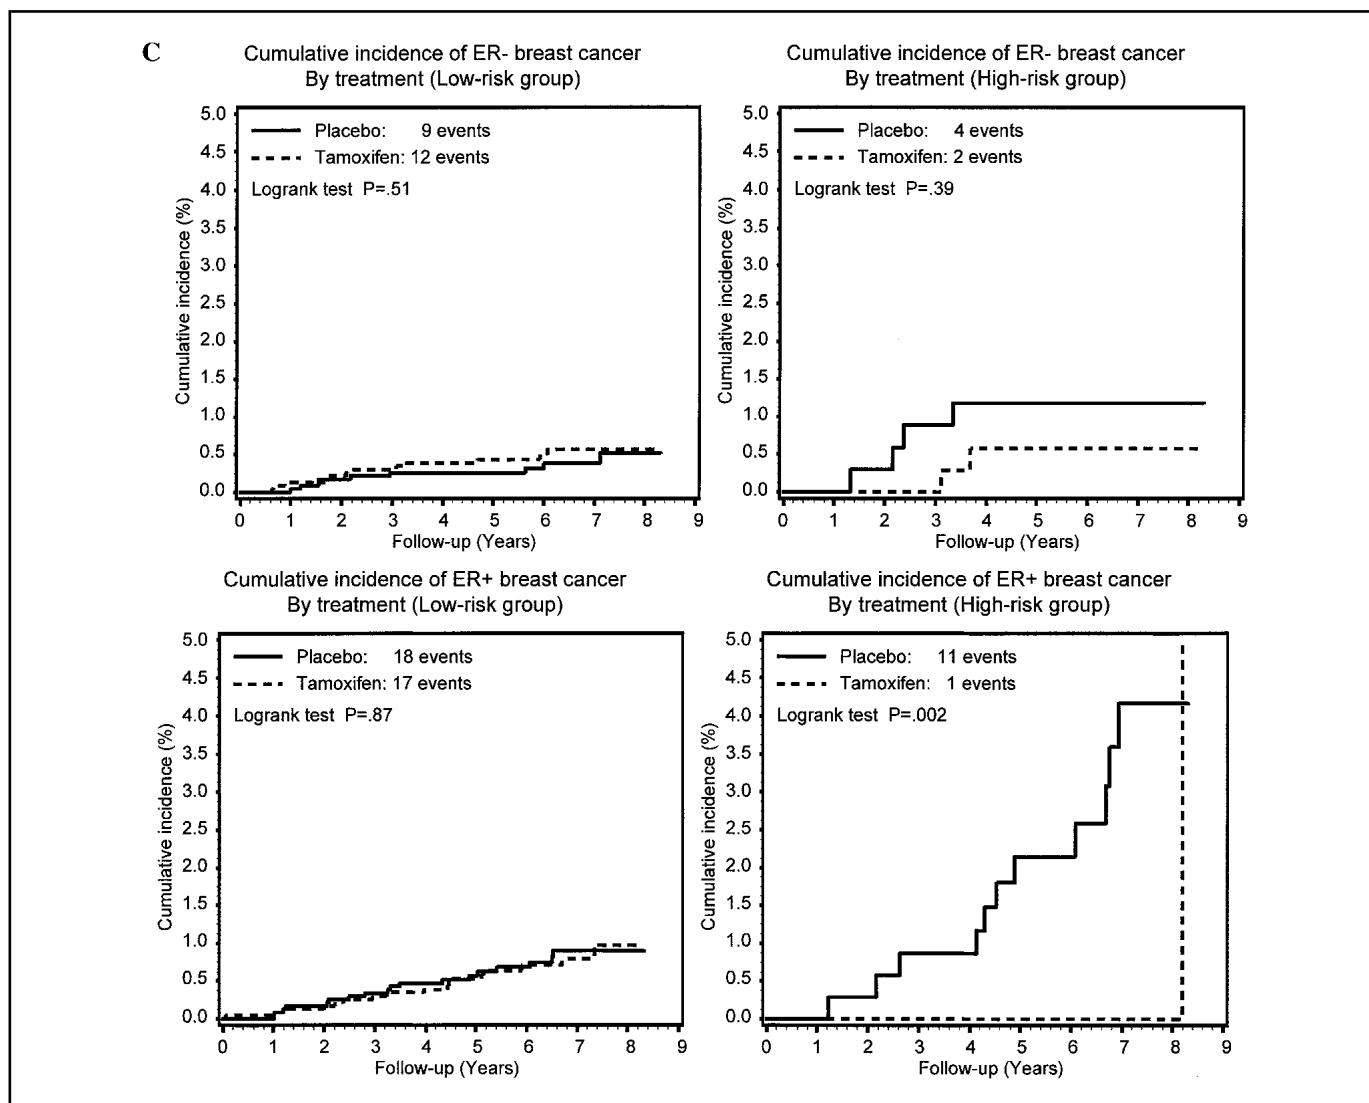 C
Cumulative incidence of ER- breast cancer
By treatment (Low-risk group)
5.0
4.5
4.0
3.5
3.0
2.5
2.0
1.5
1.0
0.5
0.0
Cumulative incidence (%)
Placebo: 9 events
Tamoxifen: 12 events
Logrank test P=.51
0 1 2 3 4 5 6 7 8 9
Follow-up (Years)
Cumulative incidence of ER- breast cancer
By treatment (High-risk group)
5.0
4.5
4.0
3.5
3.0
2.5
2.0
1.5
1.0
0.5
0.0
Cumulative incidence (%)
Placebo: 4 events
Tamoxifen: 2 events
Logrank test P=.39
0 1 2 3 4 5 6 7 8 9
Follow-up (Years)
Cumulative incidence of ER+ breast cancer
By treatment (Low-risk group)
5.0
4.5
4.0
3.5
3.0
2.5
2.0
1.5
1.0
0.5
0.0
Cumulative incidence (%)
Placebo: 18 events
Tamoxifen: 17 events
Logrank test P=.87
0 1 2 3 4 5 6 7 8 9
Follow-up (Years)
Cumulative incidence of ER+ breast cancer
By treatment (High-risk group)
5.0
4.5
4.0
3.5
3.0
2.5
2.0
1.5
1.0
0.5
0.0
Cumulative incidence (%)
Placebo: 11 events
Tamoxifen: 1 events
Logrank test P=.002
0 1 2 3 4 5 6 7 8 9
Follow-up (Years)